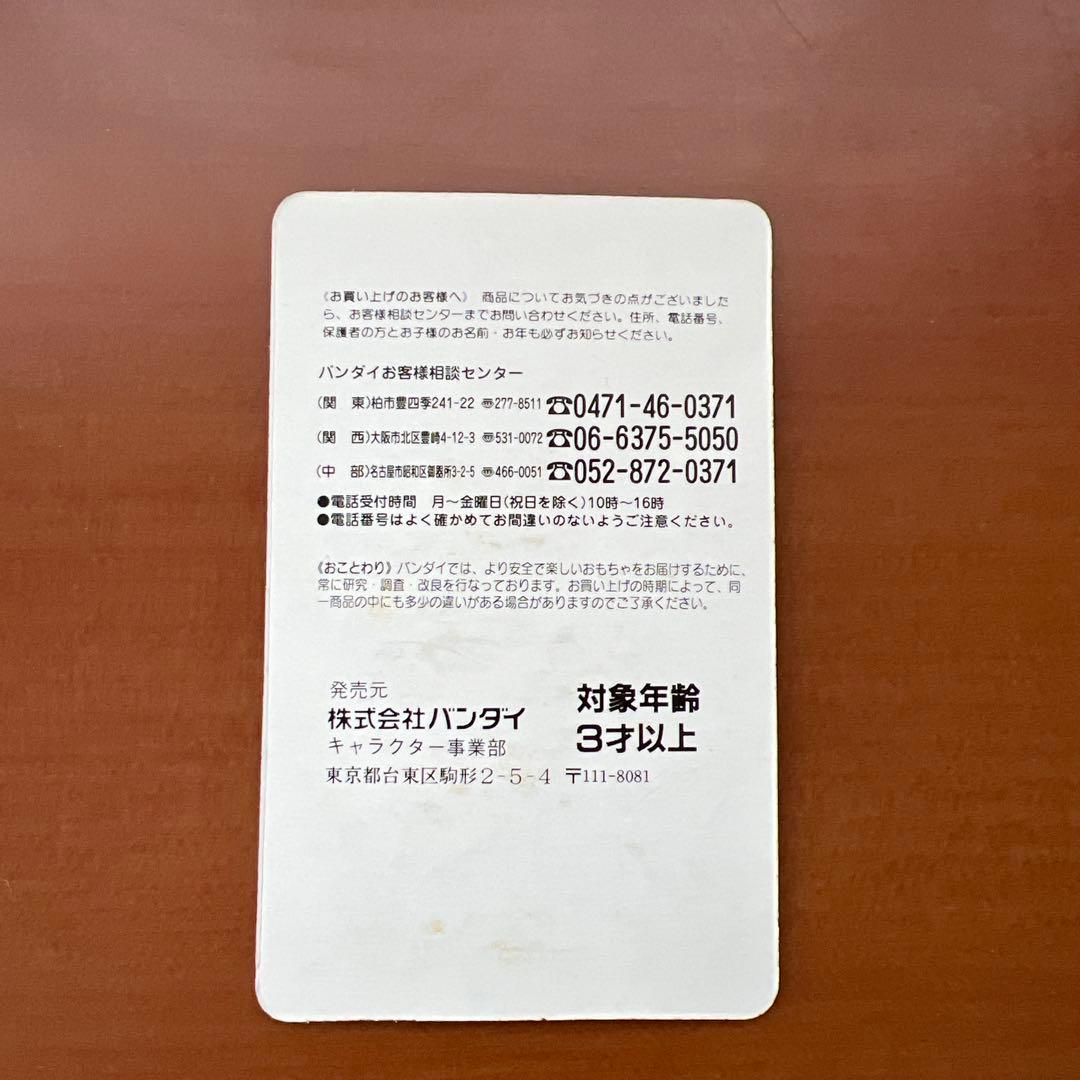 《お買い上げのお客様へ》 商品についてお気づきの点がございました
ら、お客様相談センターまでお問い合わせください。住所、電話番号、
保護者の方とお子様のお名前・お年も必ずお知らせください。
バンダイお客様相談センター
(関 東)柏市豊四季241-22 〠277-8511 ☎0471-46-0371
(関 西)大阪市北区豊崎4-12-3 〠531-0072 ☎06-6375-5050
(中 部)名古屋市昭和区御器所3-2-5 〠466-0051 ☎052-872-0371
●電話受付時間 月～金曜日(祝日を除く)10時～16時
●電話番号はよく確かめてお間違いのないようご注意ください。
《おことわり》バンダイでは、より安全で楽しいおもちゃをお届けするために、
常に研究・調査・改良を行なっております。お買い上げの時期によって、同
一商品の中にも多少の違いがある場合がありますのでご了承ください。
発売元
株式会社バンダイ
キャラクター事業部
東京都台東区駒形2-5-4 〒111-8081
対象年齢
3才以上